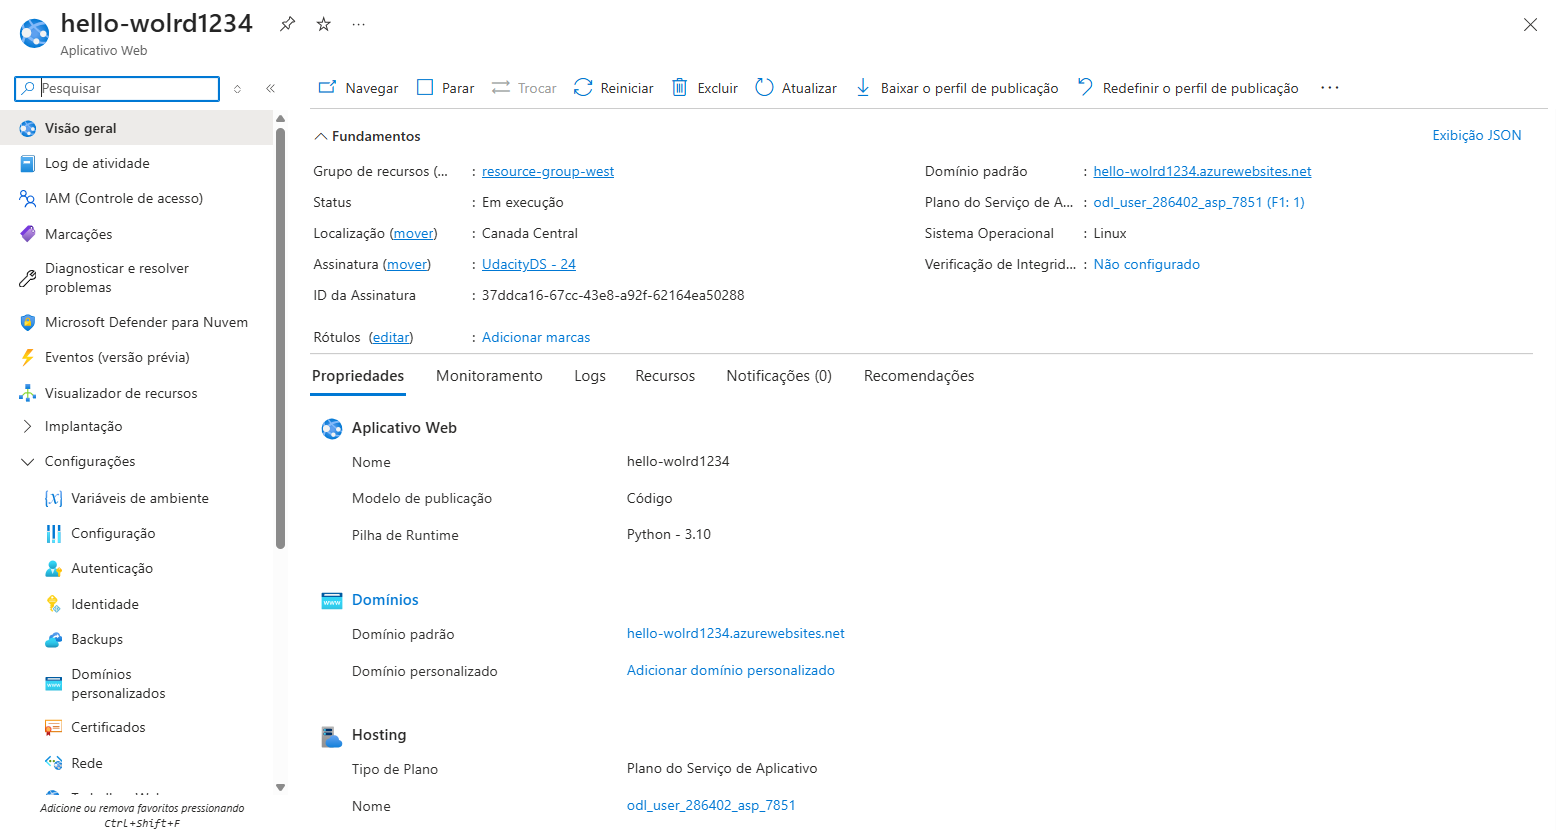 hello-wolrd1234
Aplicativo Web
Pesquisar
Navegar
Parar
Trocar
Reiniciar
Excluir
Atualizar
Baixar o perfil de publicação
Redefinir o perfil de publicação
Visão geral
Log de atividade
IAM (Controle de acesso)
Marcações
Diagnosticar e resolver
problemas
Microsoft Defender para Nuvem
Eventos (versão prévia)
Visualizador de recursos
Implantação
Configurações
Variáveis de ambiente
Configuração
Autenticação
Identidade
Backups
Domínios
personalizados
Certificados
Rede
Adicione ou remova favoritos pressionando
Ctrl+Shift+F
Fundamentos
Exibição JSON
Grupo de recursos (... : resource-group-west
Status : Em execução
Localização (mover) : Canada Central
Assinatura (mover) : UdacityDS - 24
ID da Assinatura : 37ddca16-67cc-43e8-a92f-62164ea50288
Rótulos (editar) : Adicionar marcas
Domínio padrão : hello-wolrd1234.azurewebsites.net
Plano do Serviço de A... : odl_user_286402_asp_7851 (F1: 1)
Sistema Operacional : Linux
Verificação de Integrid... : Não configurado
Propriedades
Monitoramento
Logs
Recursos
Notificações (0)
Recomendações
Aplicativo Web
Nome hello-wolrd1234
Modelo de publicação Código
Pilha de Runtime Python - 3.10
Domínios
Domínio padrão hello-wolrd1234.azurewebsites.net
Domínio personalizado Adicionar domínio personalizado
Hosting
Tipo de Plano Plano do Serviço de Aplicativo
Nome odl_user_286402_asp_7851